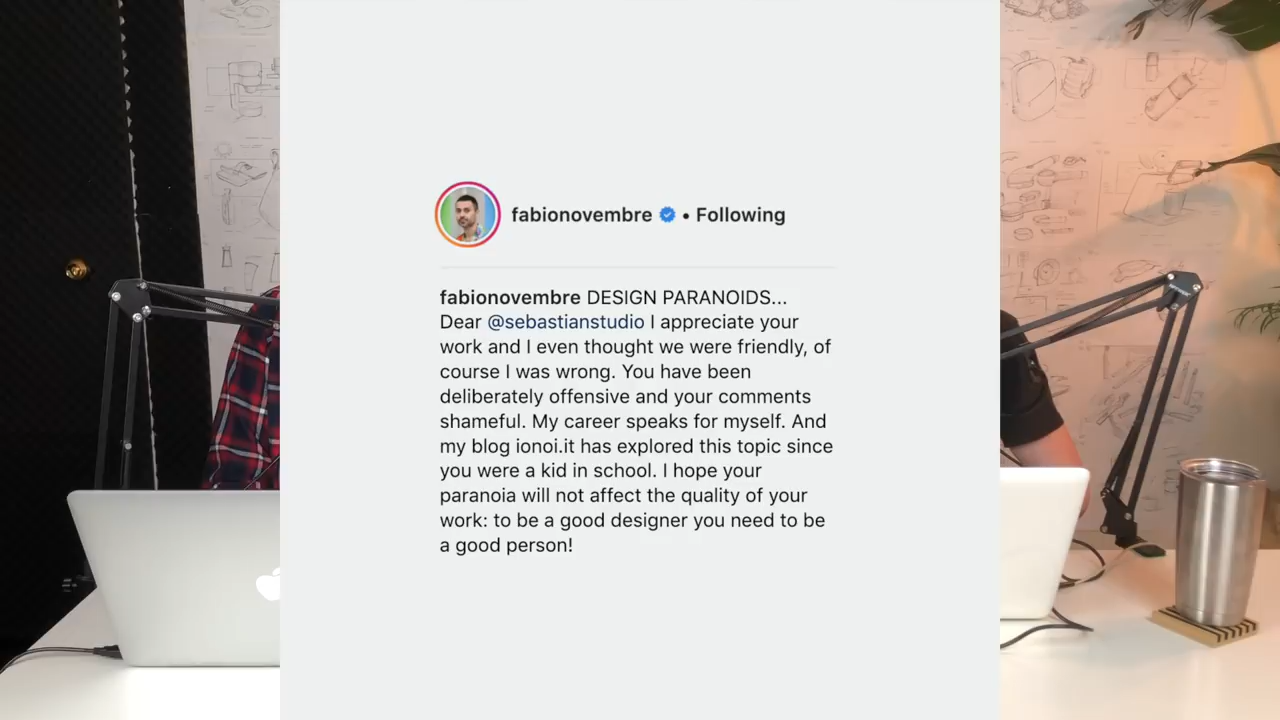 fabionovembre • Following
fabionovembre DESIGN PARANOIDS...
Dear @sebastianstudio I appreciate your
work and I even thought we were friendly, of
course I was wrong. You have been
deliberately offensive and your comments
shameful. My career speaks for myself. And
my blog ionoi.it has explored this topic since
you were a kid in school. I hope your
paranoia will not affect the quality of your
work: to be a good designer you need to be
a good person!